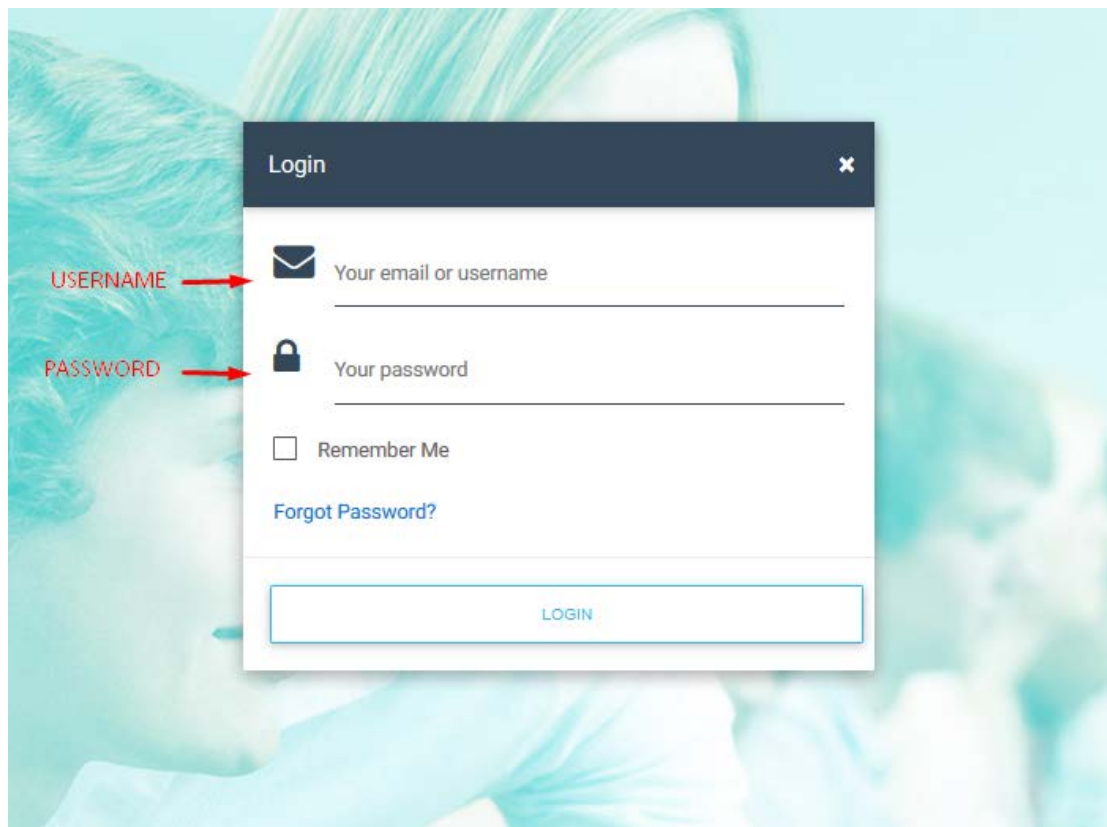 Login
USERNAME
Your email or username
PASSWORD
Your password
Remember Me
Forgot Password?
LOGIN